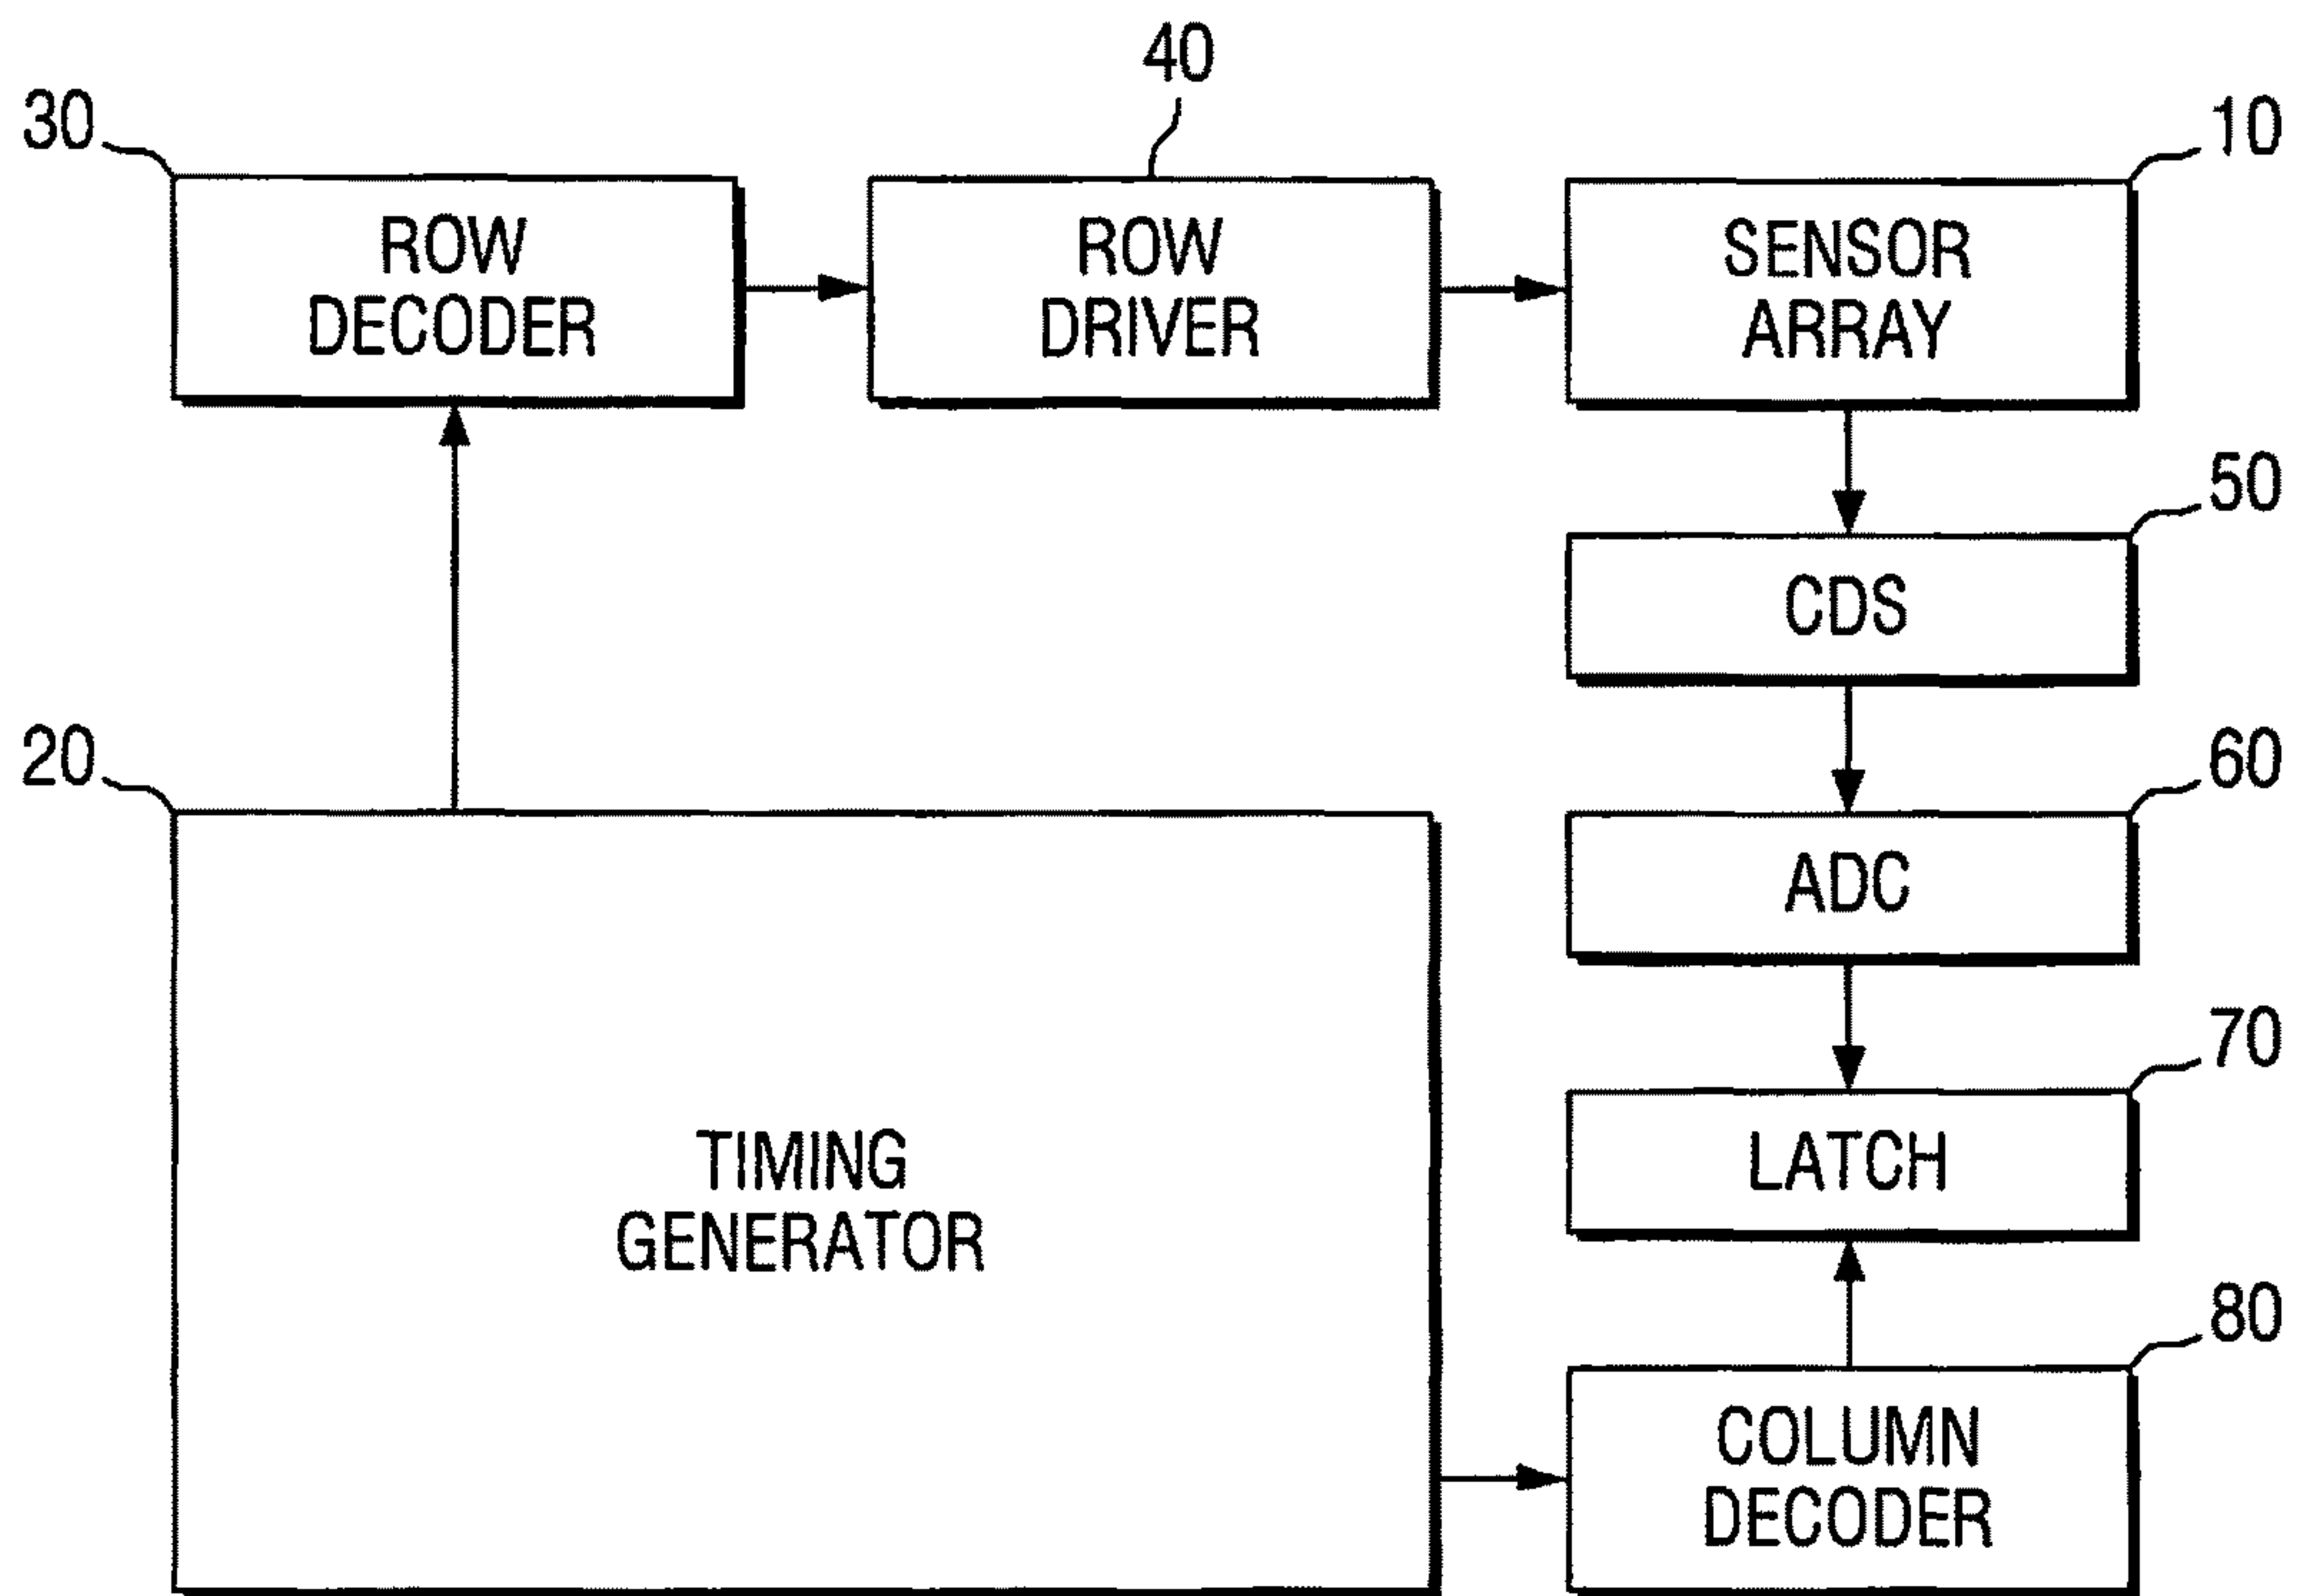 40
30
10
ROW
DECODER
ROW
DRIVER
SENSOR
ARRAY
50
CDS
20
60
ADC
70
TIMING
GENERATOR
LATCH
80
COLUMN
DECODER